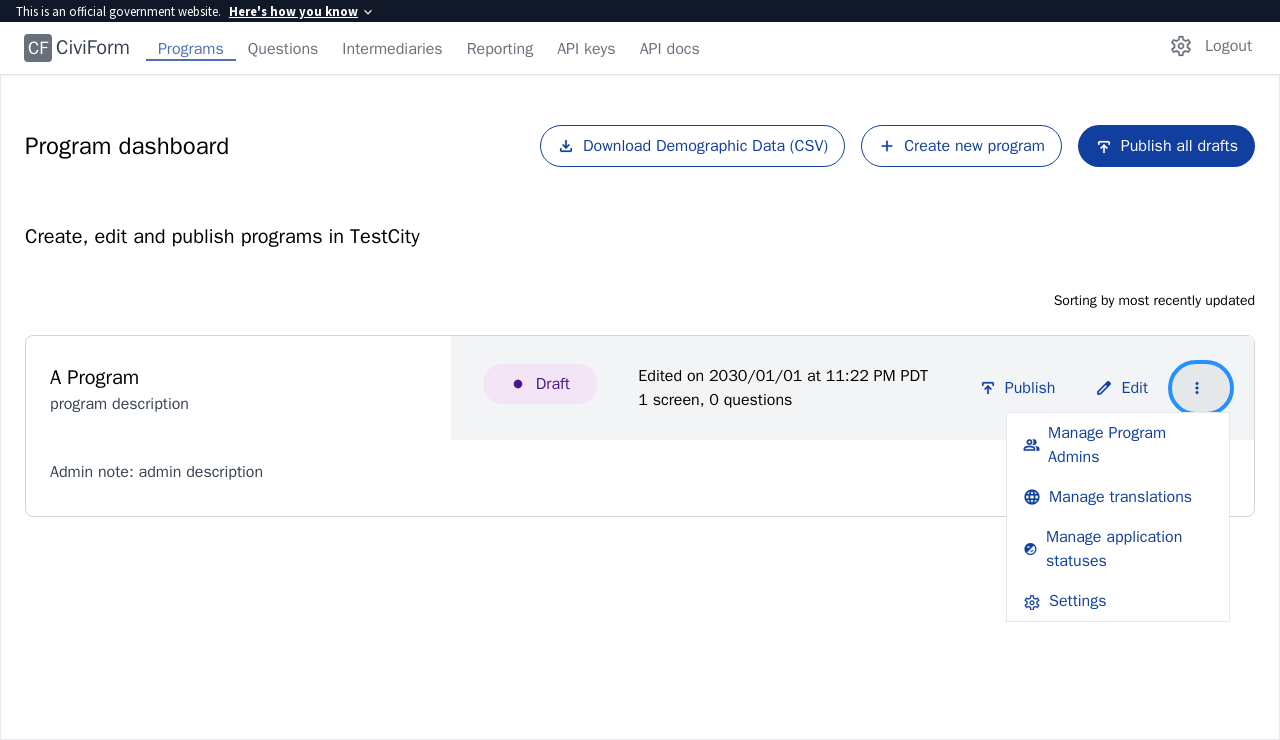 This is an official government website. Here's how you know
CF CiviForm Programs Questions Intermediaries Reporting API keys API docs Logout
Program dashboard Download Demographic Data (CSV) Create new program Publish all drafts
Create, edit and publish programs in TestCity
Sorting by most recently updated
A Program
program description
Draft
Edited on 2030/01/01 at 11:22 PM PDT
1 screen, 0 questions
Publish Edit
Admin note: admin description
Manage Program
Admins
Manage translations
Manage application
statuses
Settings